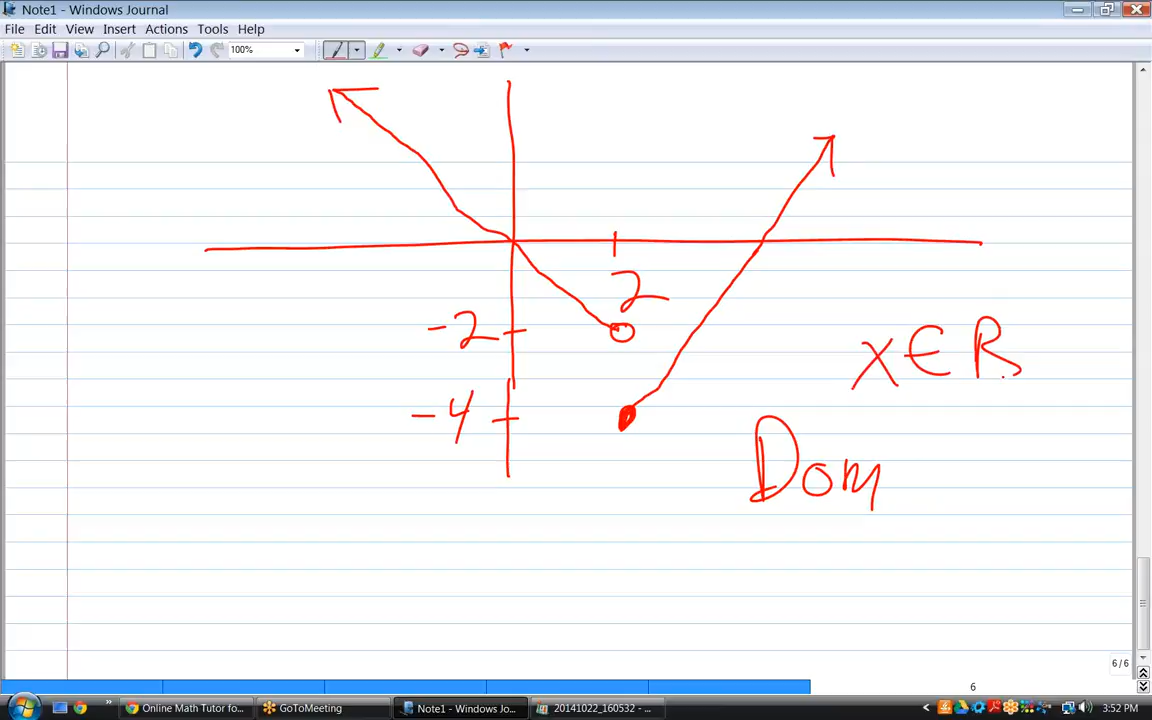 Note1 - Windows Journal
File Edit View Insert Actions Tools Help
100%
2
-2
x∈R
-4
Dom
6/6
6
Online Math Tutor fo...
GoToMeeting
Note1 - Windows Jo...
20141022_160532 - ...
3:52 PM